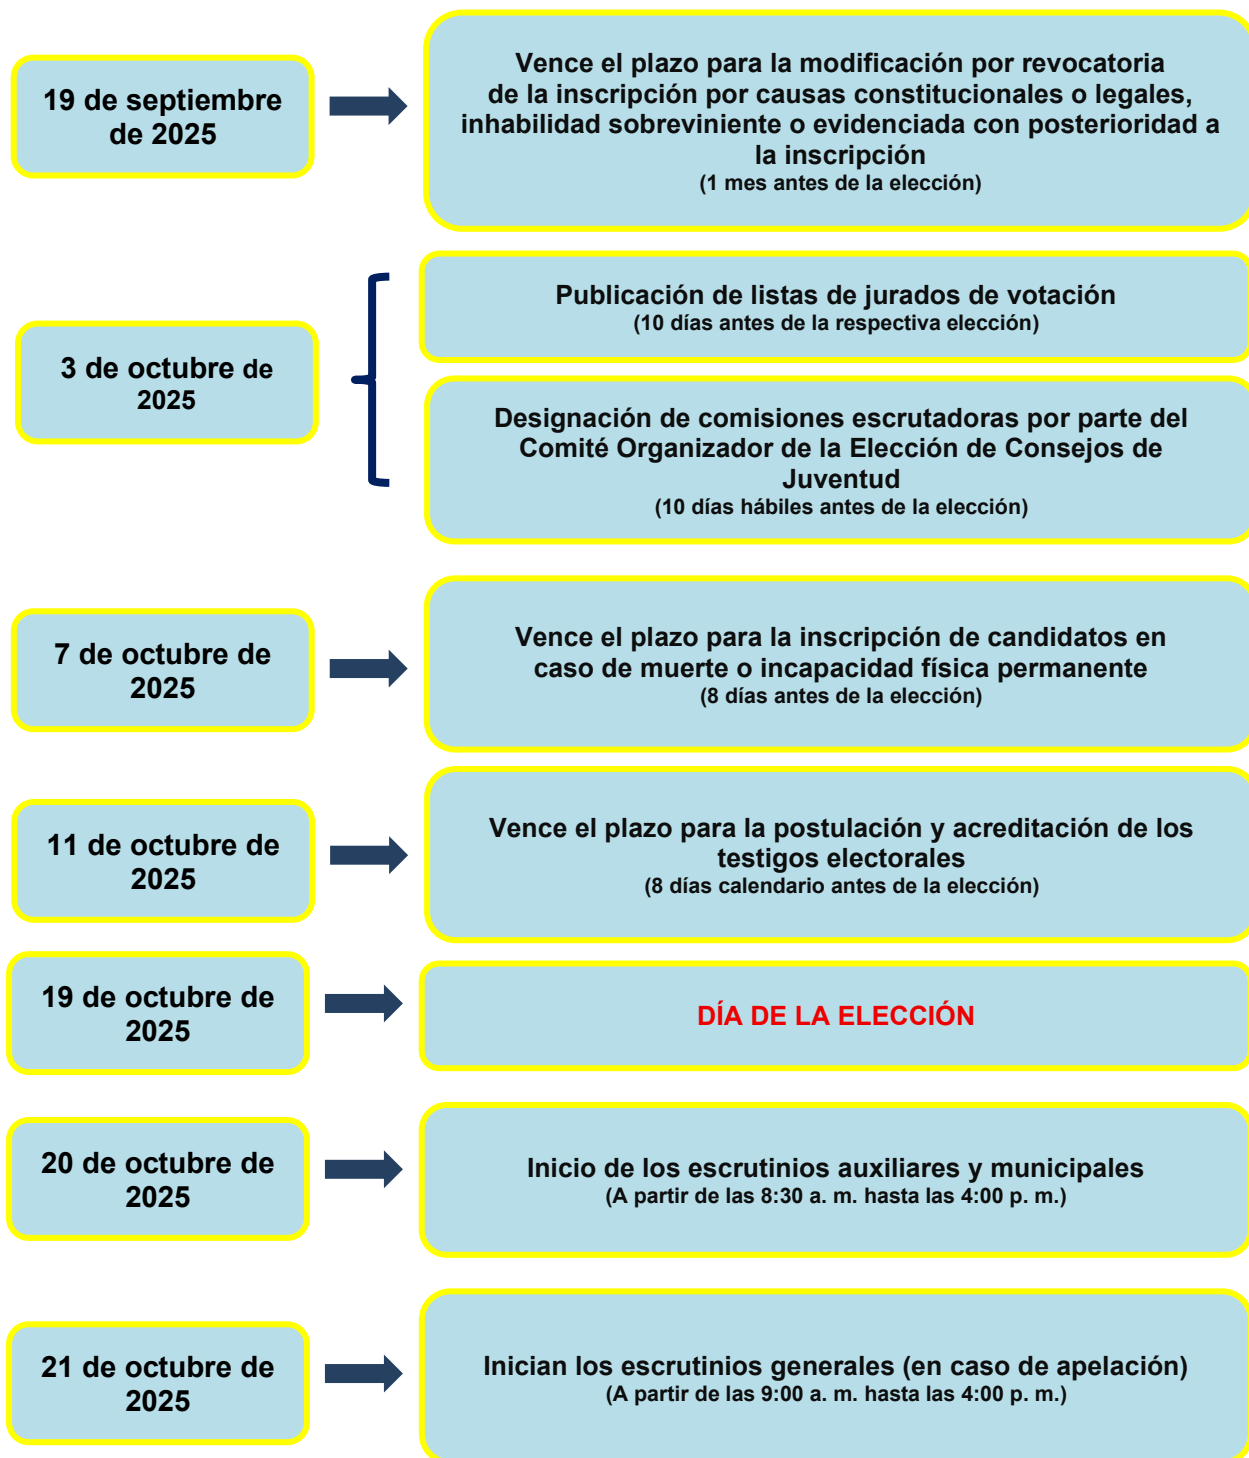 19 de septiembre
de 2025
Vence el plazo para la modificación por revocatoria
de la inscripción por causas constitucionales o legales,
inhabilidad sobreviniente o evidenciada con posterioridad a
la inscripción
(1 mes antes de la elección)
3 de octubre de
2025
Publicación de listas de jurados de votación
(10 días antes de la respectiva elección)
Designación de comisiones escrutadoras por parte del
Comité Organizador de la Elección de Consejos de
Juventud
(10 días hábiles antes de la elección)
7 de octubre de
2025
Vence el plazo para la inscripción de candidatos en
caso de muerte o incapacidad física permanente
(8 días antes de la elección)
11 de octubre de
2025
Vence el plazo para la postulación y acreditación de los
testigos electorales
(8 días calendario antes de la elección)
19 de octubre de
2025
DÍA DE LA ELECCIÓN
20 de octubre de
2025
Inicio de los escrutinios auxiliares y municipales
(A partir de las 8:30 a. m. hasta las 4:00 p. m.)
21 de octubre de
2025
Inician los escrutinios generales (en caso de apelación)
(A partir de las 9:00 a. m. hasta las 4:00 p. m.)